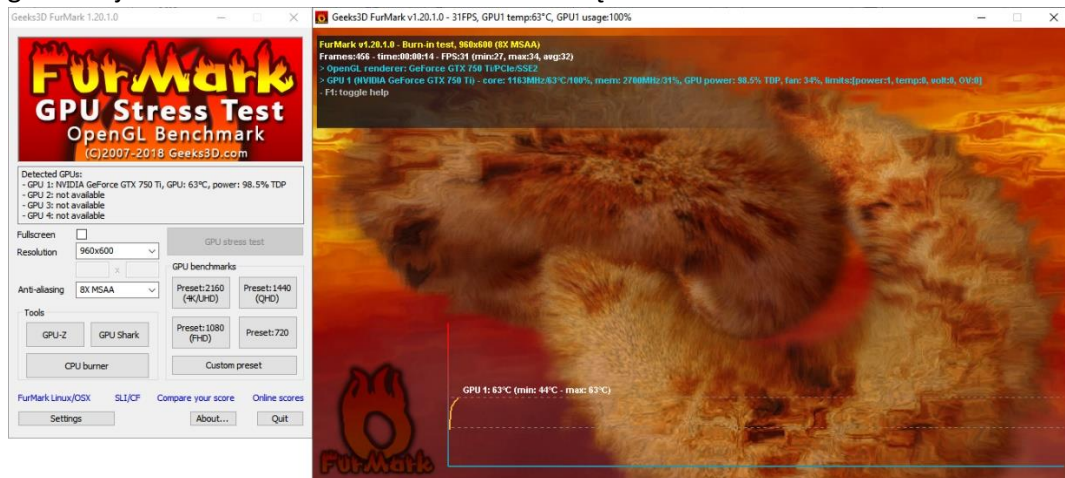 Geeks3D FurMark 1.20.1.0
FurMark
GPU Stress Test
OpenGL Benchmark
(C)2007-2018 Geeks3D.com
Detected GPUs:
- GPU 1: NVIDIA GeForce GTX 750 Ti, GPU: 63°C, power: 98.5% TDP
- GPU 2: not available
- GPU 3: not available
- GPU 4: not available
Fullscreen
Resolution
960x600
x
Anti-aliasing
8X MSAA
GPU stress test
GPU benchmarks
Preset:2160
(4K/UHD)
Preset:1440
(QHD)
Preset:1080
(FHD)
Preset:720
Custom preset
Tools
GPU-Z
GPU Shark
CPU burner
FurMark Linux/OSX
SLI/CF
Compare your score
Online scores
Settings
About...
Quit
Geeks3D FurMark v1.20.1.0 - 31FPS, GPU1 temp:63°C, GPU1 usage:100%
FurMark v1.20.1.0 - Burn-in test, 960x600 (8X MSAA)
Frames:456 - time:00:00:14 - FPS:31 (min:27, max:34, avg:32)
> OpenGL renderer: GeForce GTX 750 Ti/PCIe/SSE2
> GPU 1 (NVIDIA GeForce GTX 750 Ti) - core: 1163MHz/63°C/100%, mem: 2700MHz/31%, GPU power: 98.5% TDP, fan: 34%, limits:[power:1, temp:0, volt:0, OV:0]
- F1: toggle help
GPU 1: 63°C (min: 44°C - max: 63°C)
FurMark